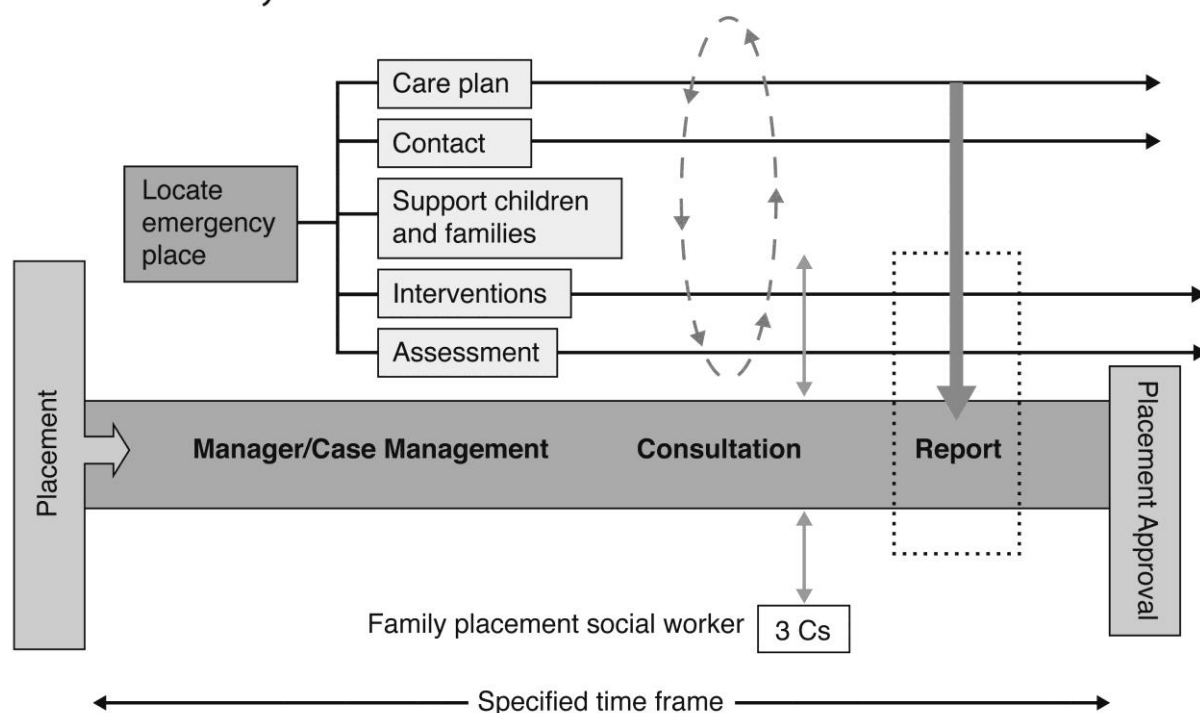 Care plan
Contact
Locate
emergency
place
Support children
and families
Interventions
Assessment
Placement
Manager/Case Management
Consultation
Report
Placement Approval
Family placement social worker
3 Cs
Specified time frame